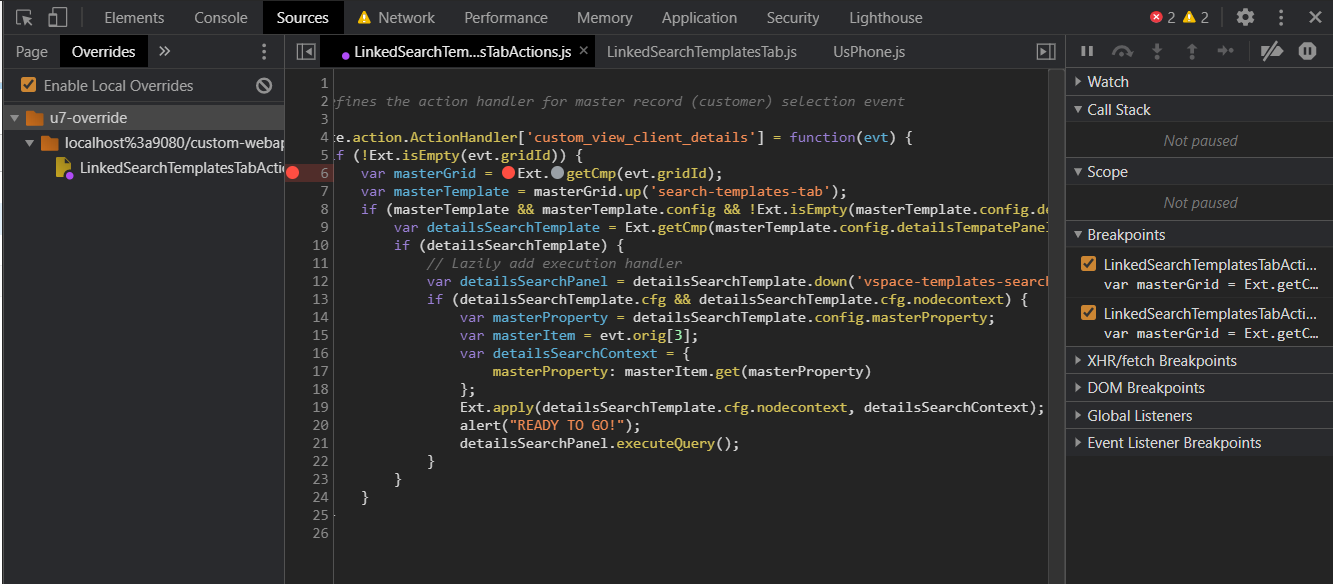 Elements Console Sources Network Performance Memory Application Security Lighthouse 2 2
Page Overrides LinkedSearchTem...sTabActions.js LinkedSearchTemplatesTab.js UsPhone.js
Enable Local Overrides
u7-override
localhost%3a9080/custom-webap
LinkedSearchTemplatesTabActi
1
2 efines the action handler for master record (customer) selection event
3
4 te.action.ActionHandler['custom_view_client_details'] = function(evt) {
5 if (!Ext.isEmpty(evt.gridId)) {
6 var masterGrid = Ext.getCmp(evt.gridId);
7 var masterTemplate = masterGrid.up('search-templates-tab');
8 if (masterTemplate && masterTemplate.config && !Ext.isEmpty(masterTemplate.config.de
9 var detailsSearchTemplate = Ext.getCmp(masterTemplate.config.detailsTempatePanel
10 if (detailsSearchTemplate) {
11 // Lazily add execution handler
12 var detailsSearchPanel = detailsSearchTemplate.down('vspace-templates-search
13 if (detailsSearchTemplate.cfg && detailsSearchTemplate.cfg.nodecontext) {
14 var masterProperty = detailsSearchTemplate.config.masterProperty;
15 var masterItem = evt.orig[3];
16 var detailsSearchContext = {
17 masterProperty: masterItem.get(masterProperty)
18 };
19 Ext.apply(detailsSearchTemplate.cfg.nodecontext, detailsSearchContext);
20 alert("READY TO GO!");
21 detailsSearchPanel.executeQuery();
22 }
23 }
24 }
25
26
Watch
Call Stack
Not paused
Scope
Not paused
Breakpoints
LinkedSearchTemplatesTabActi...
var masterGrid = Ext.getC...
LinkedSearchTemplatesTabActi...
var masterGrid = Ext.getC...
XHR/fetch Breakpoints
DOM Breakpoints
Global Listeners
Event Listener Breakpoints